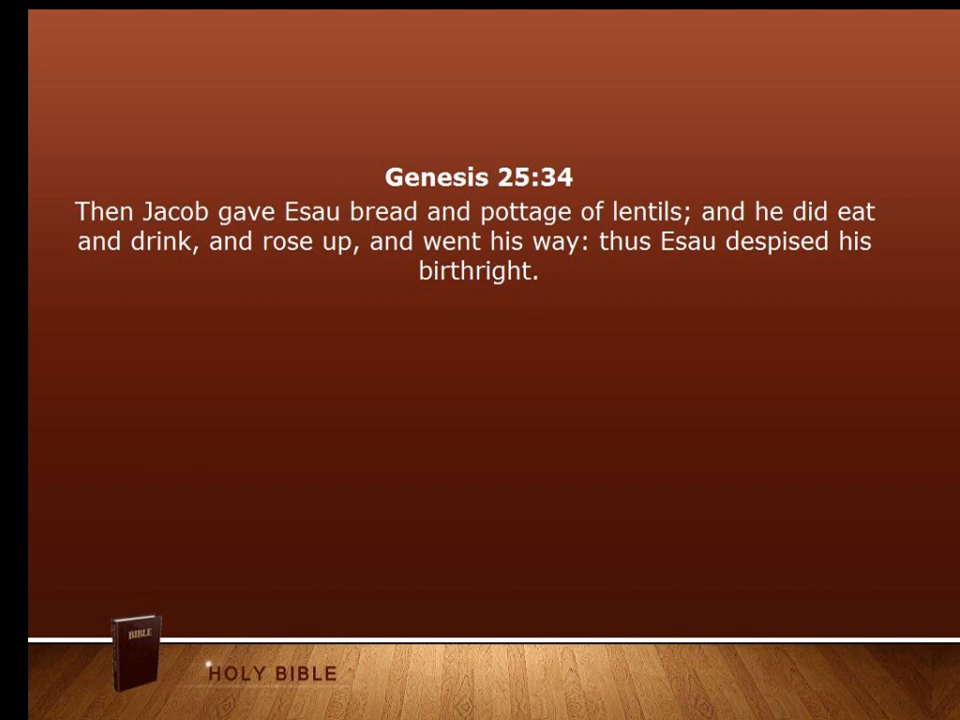 Genesis 25:34
Then Jacob gave Esau bread and pottage of lentils; and he did eat
and drink, and rose up, and went his way: thus Esau despised his
birthright.
BIBLE
HOLY BIBLE